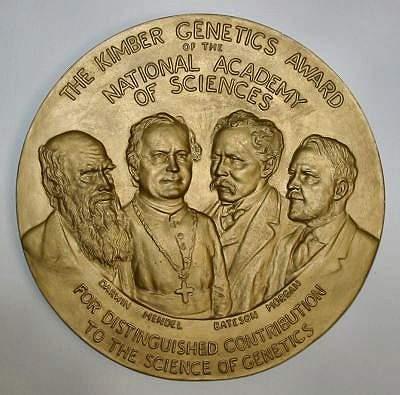 THE KIMBER GENETICS AWARD
OF THE
NATIONAL ACADEMY
OF SCIENCES
DARWIN MENDEL BATESON MORGAN
FOR DISTINGUISHED CONTRIBUTION
TO THE SCIENCE OF GENETICS